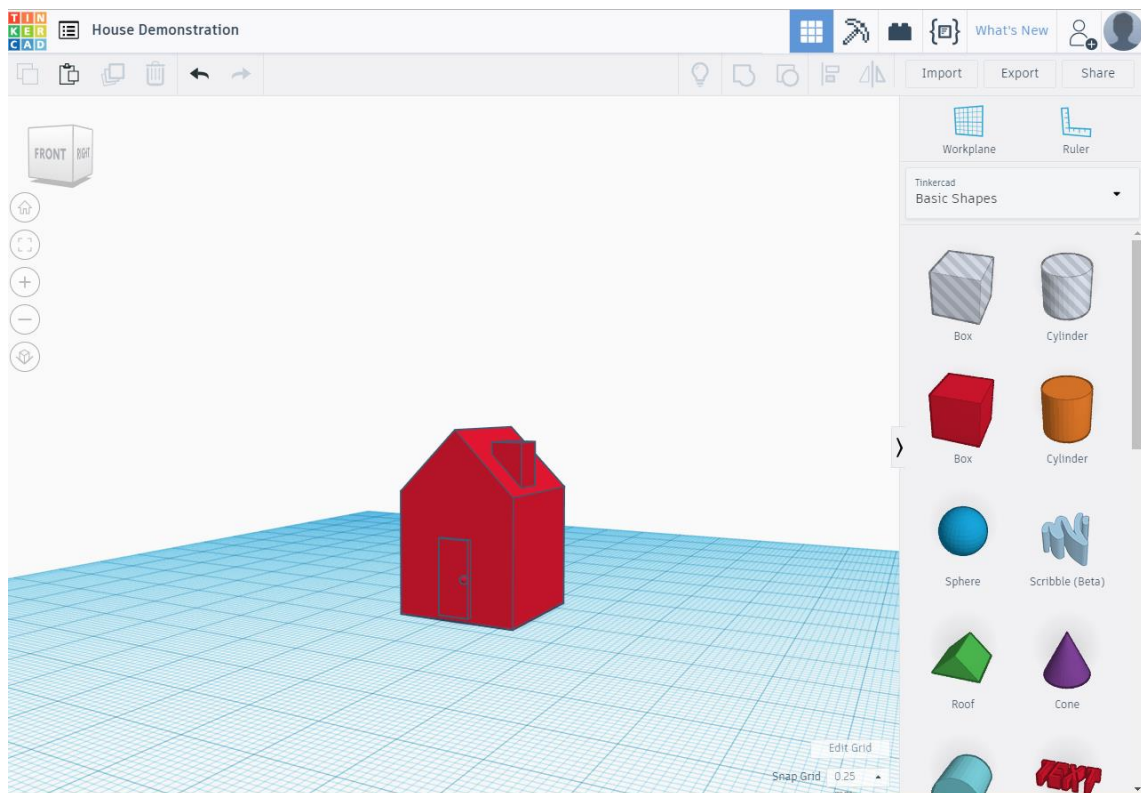 TIN
KER
CAD
House Demonstration
What's New
Import
Export
Share
FRONT
RIGHT
Workplane
Ruler
Tinkercad
Basic Shapes
Box
Cylinder
Box
Cylinder
Sphere
Scribble (Beta)
Roof
Cone
TEXT
Edit Grid
Snap Grid 0.25